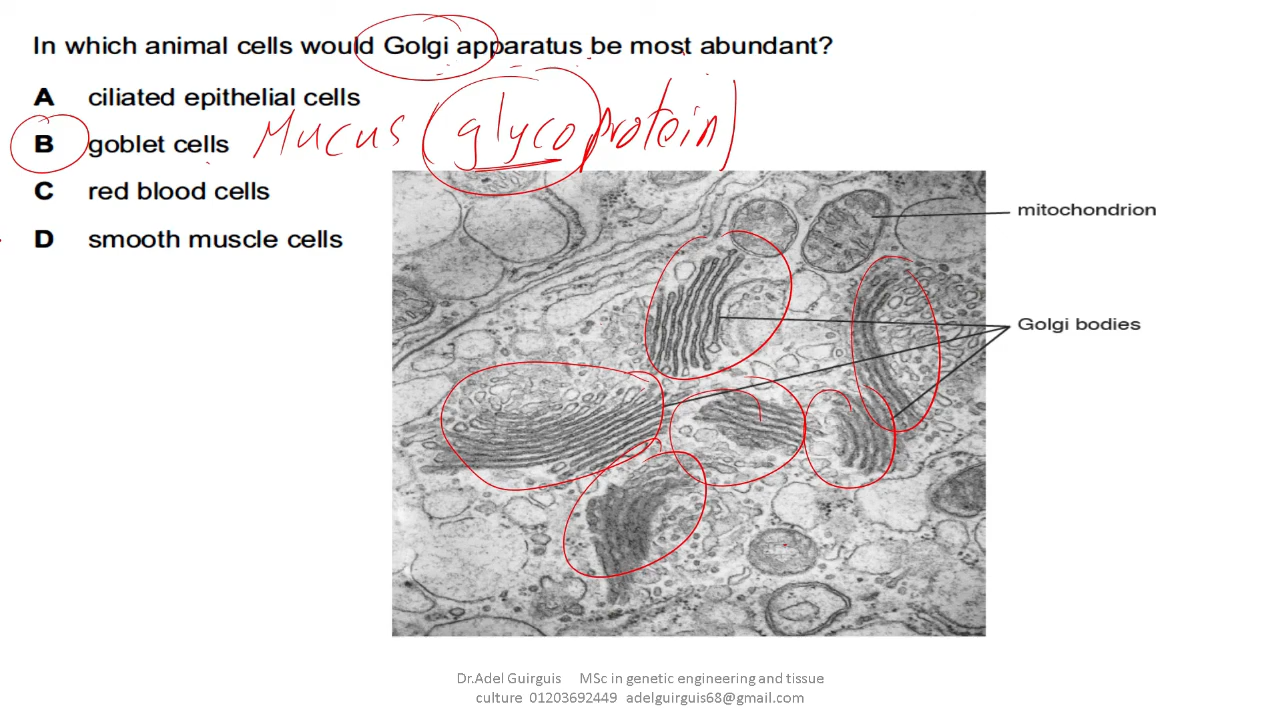 In which animal cells would Golgi apparatus be most abundant?
A ciliated epithelial cells
B goblet cells Mucus (glycoprotein)
C red blood cells
D smooth muscle cells
mitochondrion
Golgi bodies
Dr.Adel Guirguis MSc in genetic engineering and tissue
culture 01203692449 adelguirguis68@gmail.com